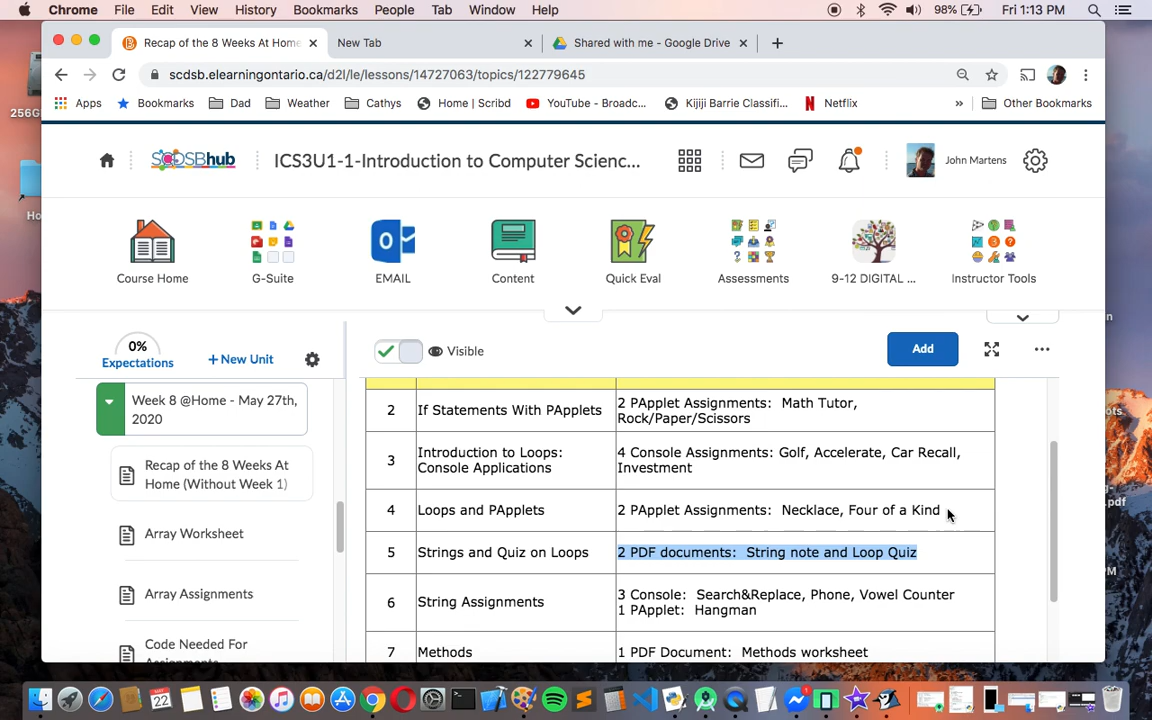 Chrome File Edit View History Bookmarks People Tab Window Help 98% Fri 1:13 PM
Recap of the 8 Weeks At Home New Tab Shared with me - Google Drive
scdsb.elearningontario.ca/d2l/le/lessons/14727063/topics/122779645
Apps Bookmarks Dad Weather Cathys Home | Scribd YouTube - Broadc... Kijiji Barrie Classifi... Netflix » Other Bookmarks
256G
SCDSBhub ICS3U1-1-Introduction to Computer Scienc... John Martens
Ho
Course Home G-Suite EMAIL Content Quick Eval Assessments 9-12 DIGITAL ... Instructor Tools
0%
Expectations
+ New Unit
Visible
Add
Week 8 @Home - May 27th,
2020
Recap of the 8 Weeks At
Home (Without Week 1)
Array Worksheet
Array Assignments
Code Needed For
2 If Statements With PApplets 2 PApplet Assignments: Math Tutor,
Rock/Paper/Scissors
3 Introduction to Loops:
Console Applications
4 Console Assignments: Golf, Accelerate, Car Recall,
Investment
4 Loops and PApplets 2 PApplet Assignments: Necklace, Four of a Kind
5 Strings and Quiz on Loops 2 PDF documents: String note and Loop Quiz
6 String Assignments 3 Console: Search&Replace, Phone, Vowel Counter
1 PApplet: Hangman
7 Methods 1 PDF Document: Methods worksheet
.pdf
PM
22